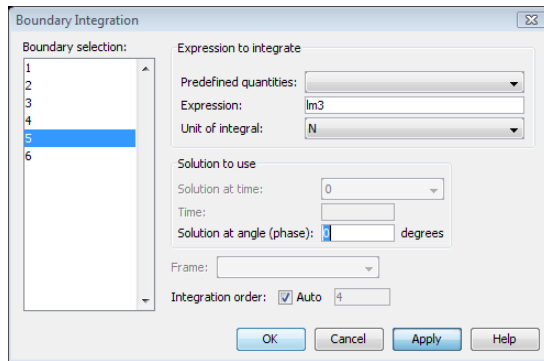 Boundary Integration
Boundary selection:
1
2
3
4
5
6
Expression to integrate
Predefined quantities:
Expression: lm3
Unit of integral: N
Solution to use
Solution at time: 0
Time:
Solution at angle (phase): 0 degrees
Frame:
Integration order: Auto 4
OK Cancel Apply Help